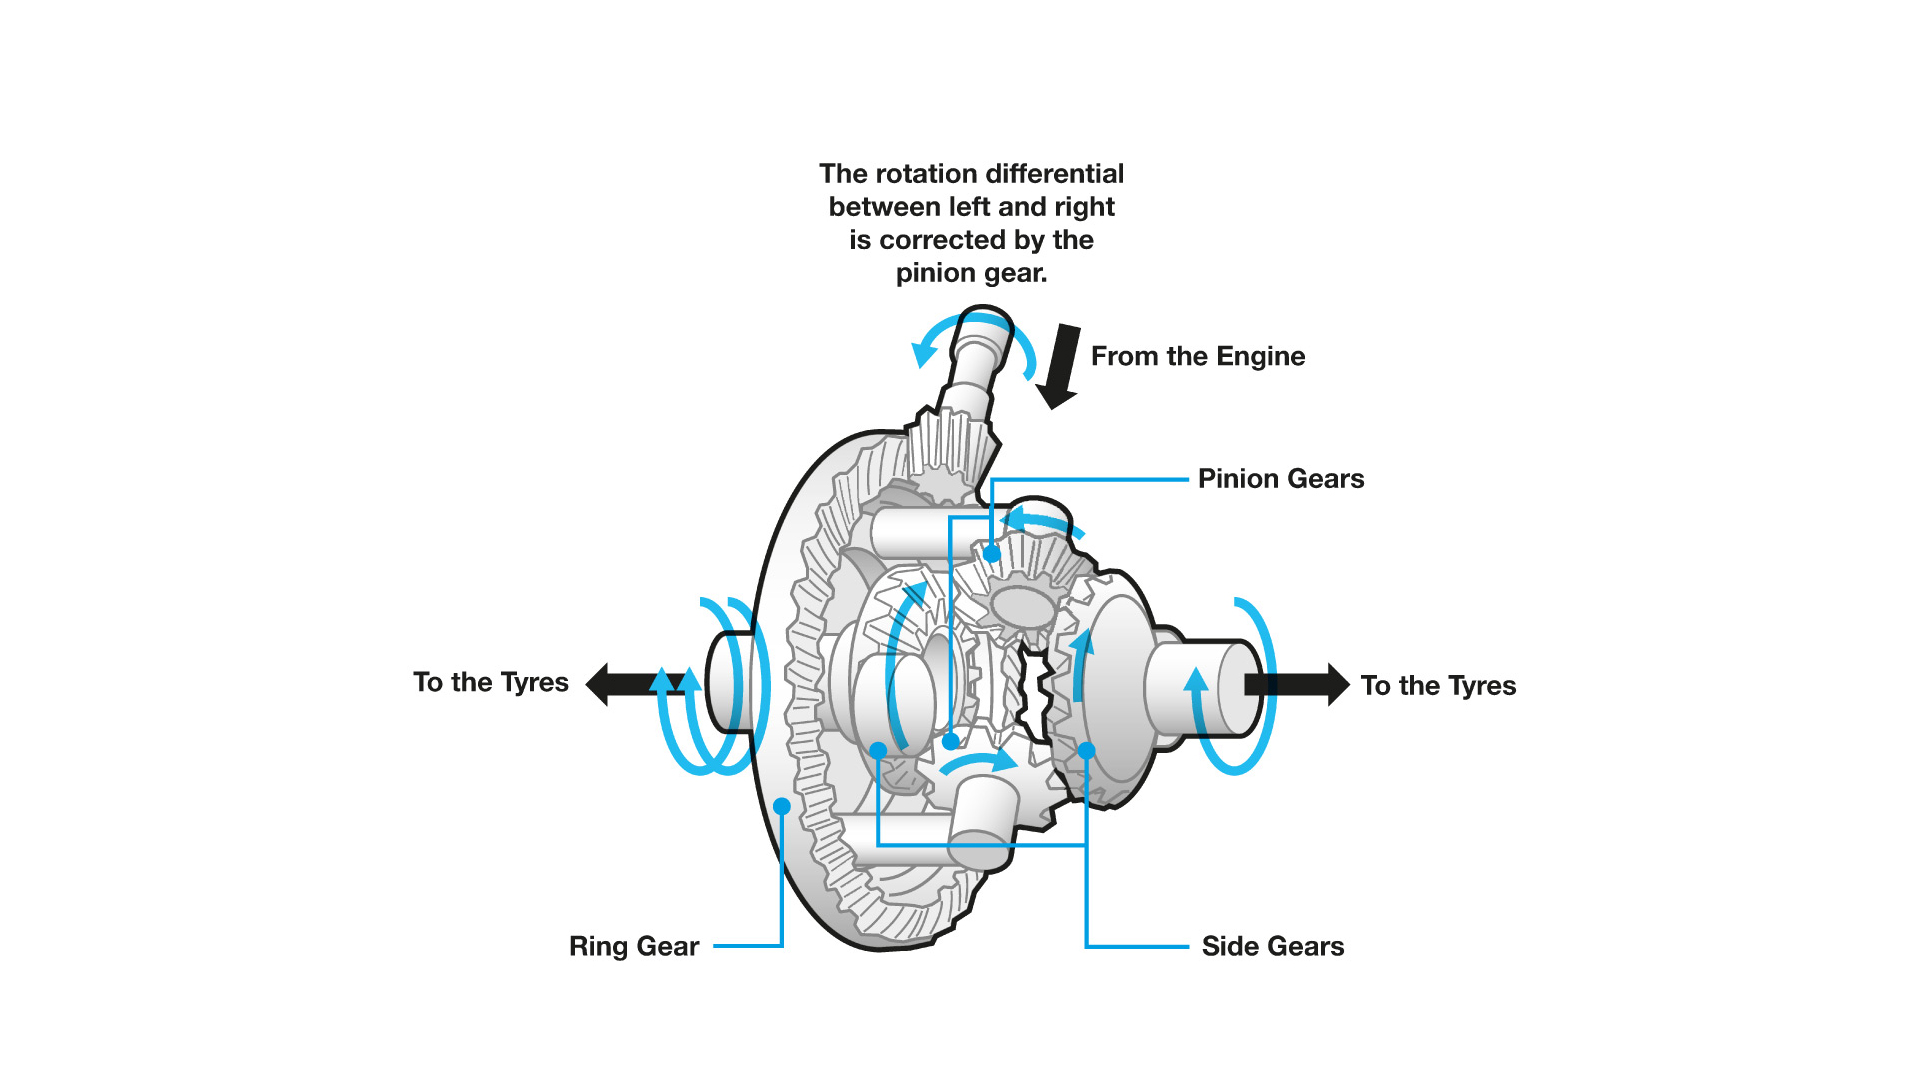 The rotation differential
between left and right
is corrected by the
pinion gear.
From the Engine
Pinion Gears
To the Tyres
To the Tyres
Ring Gear
Side Gears